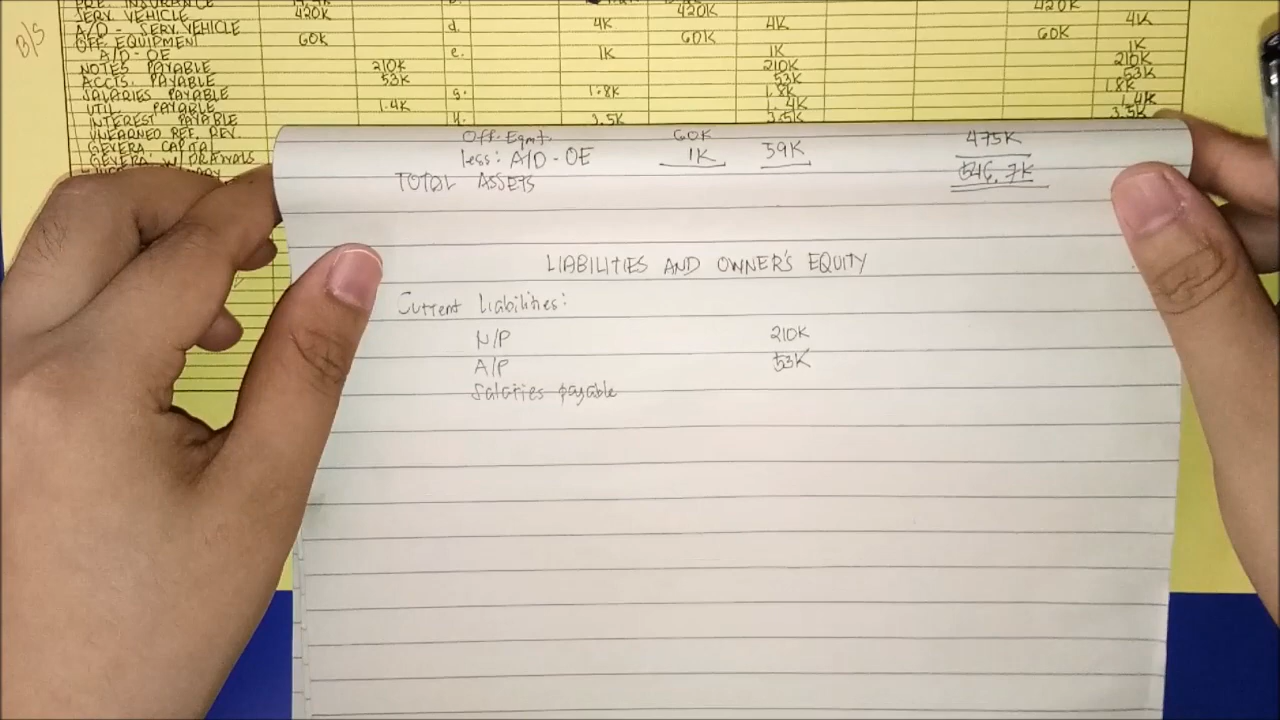 PRE. INSURANCE
SERV. VEHICLE 420K 420K 420K
A/D - SERV. VEHICLE d. 4K 4K 4K
OFF. EQUIPMENT 60K 60K 60K
A/D - OE e. 1K 1K 1K
NOTES PAYABLE 210K 210K 210K
ACCTS. PAYABLE 53K 53K 53K
SALARIES PAYABLE g. 1.8K 1.8K 1.8K
UTIL. PAYABLE 1.4K 1.4K 1.4K
INTEREST PAYABLE 3.5K 3.5K 3.5K
UNEARNED REF. REV.
GEVERA, CAPITAL
GEVERA, W/DRAWALS
B/S
Off. Eqmt. 60K 475K
less: A/D - OE 1K 59K
TOTAL ASSETS 546.7K
LIABILITIES AND OWNER'S EQUITY
Current liabilities:
N/P 210K
A/P 53K
Salaries payable